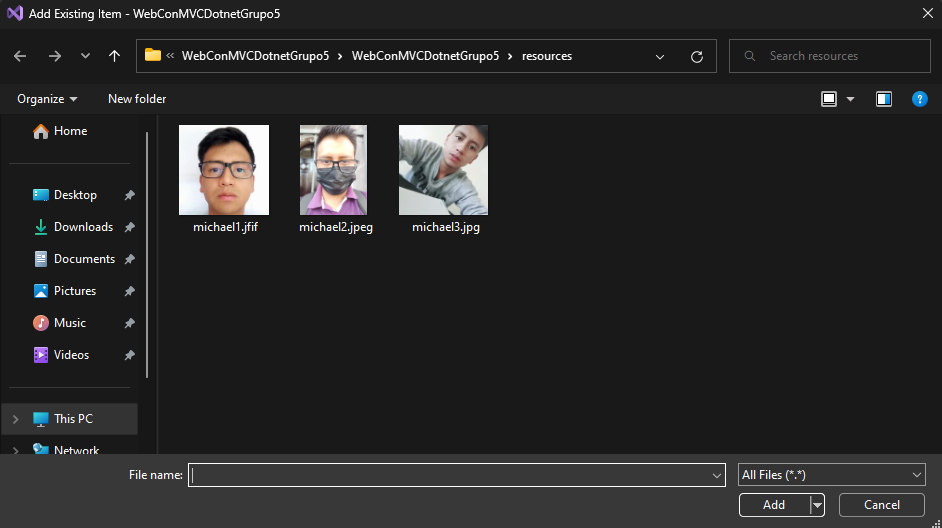 Add Existing Item - WebConMVCDotnetGrupo5
« WebConMVCDotnetGrupo5 › WebConMVCDotnetGrupo5 › resources
Search resources
Organize
New folder
?
Home
Desktop
Downloads
Documents
Pictures
Music
Videos
This PC
Network
michael1.jfif
michael2.jpeg
michael3.jpg
File name:
All Files (*.*)
Add
Cancel